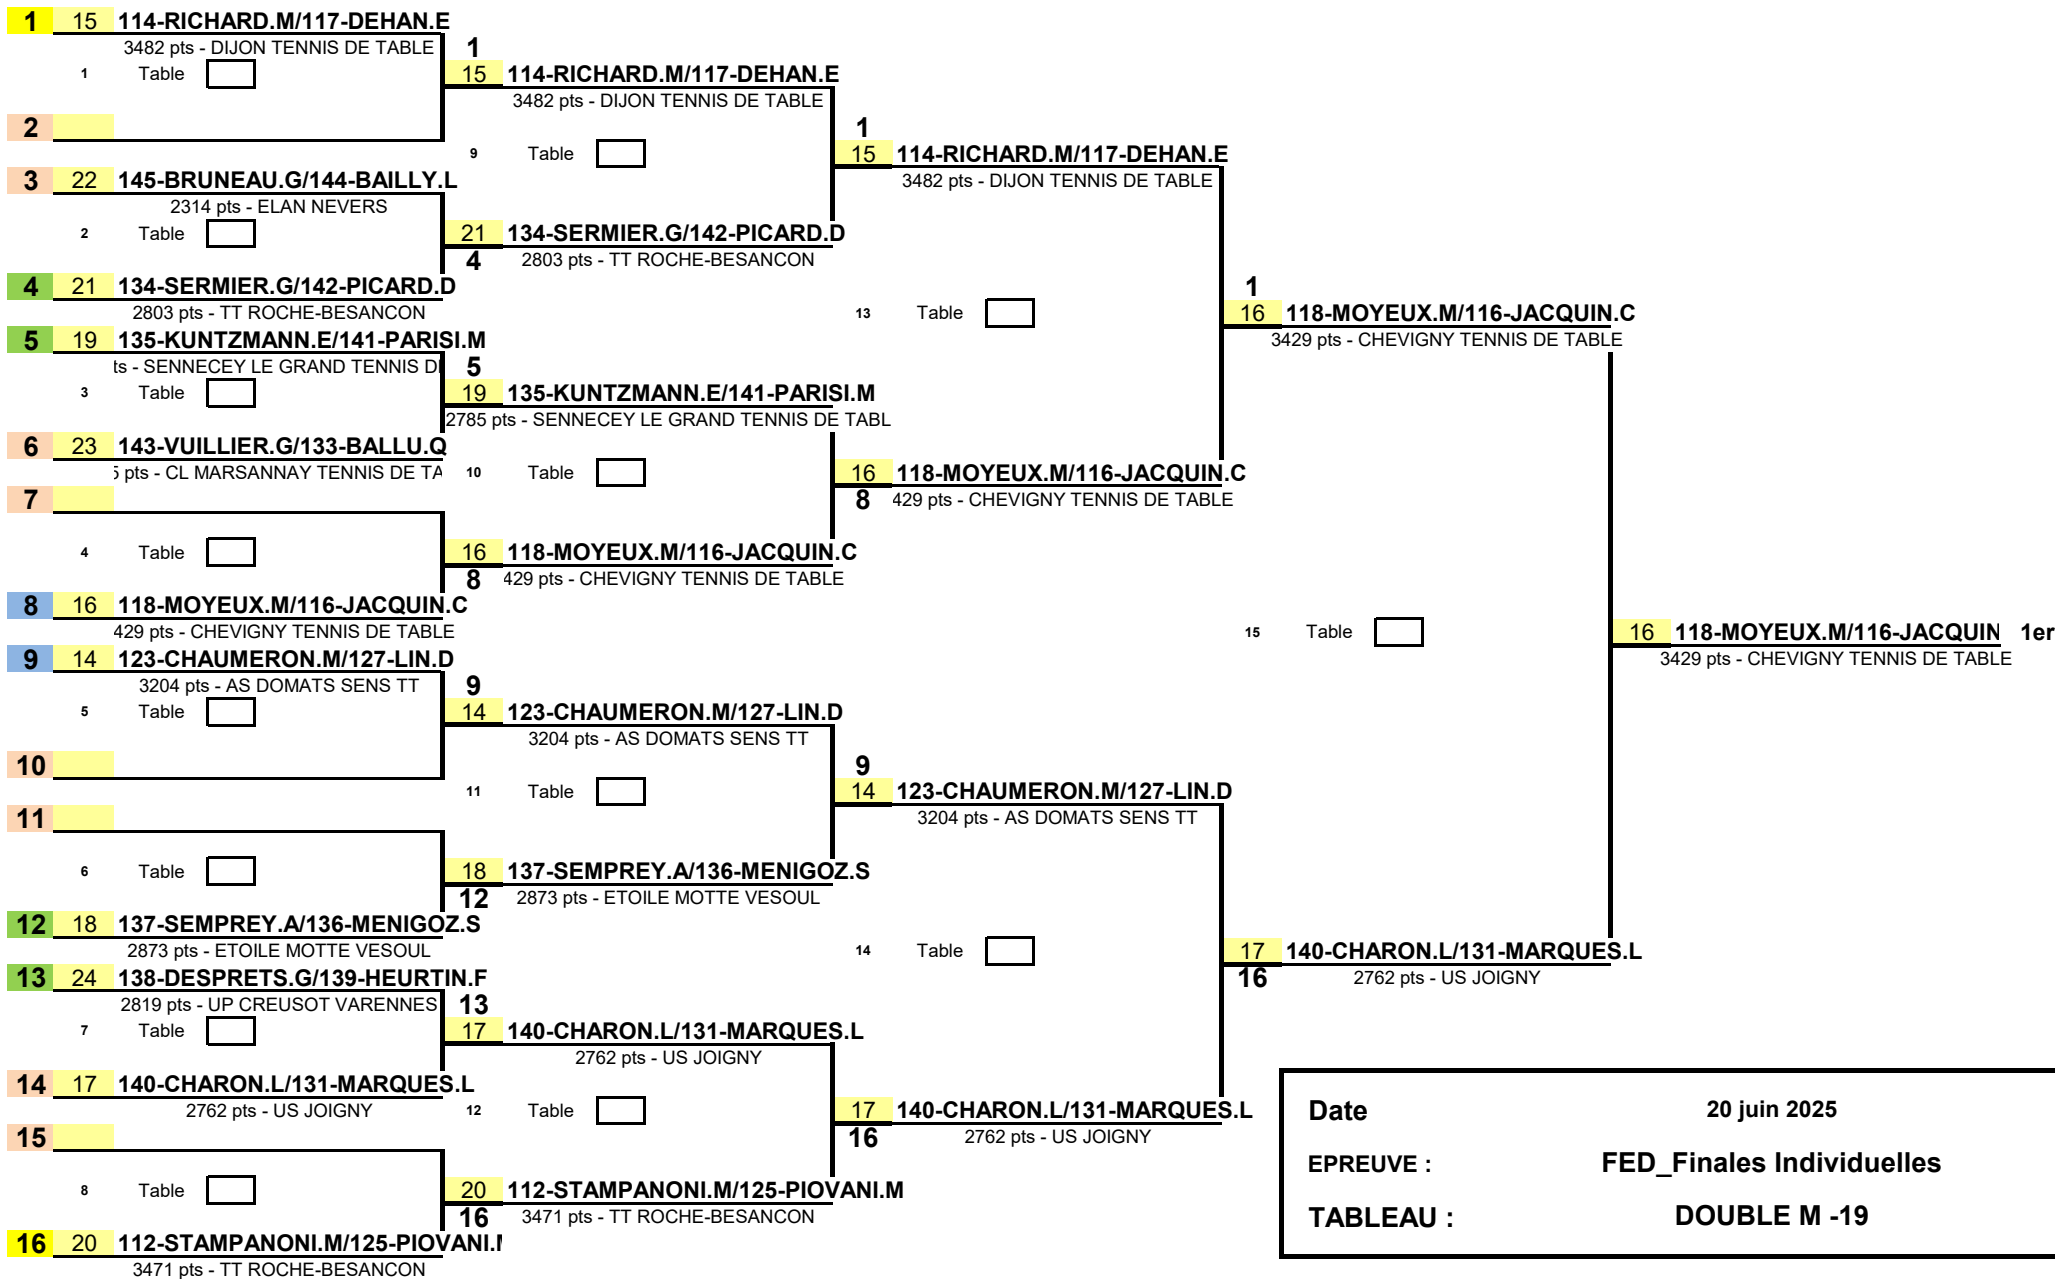 1 15 114-RICHARD.M/117-DEHAN.E
3482 pts - DIJON TENNIS DE TABLE
1 Table
2
3 22 145-BRUNEAU.G/144-BAILLY.L
2314 pts - ELAN NEVERS
2 Table
4 21 134-SERMIER.G/142-PICARD.D
2803 pts - TT ROCHE-BESANCON
5 19 135-KUNTZMANN.E/141-PARISI.M
ts - SENNECEY LE GRAND TENNIS D
3 Table
6 23 143-VUILLIER.G/133-BALLU.Q
pts - CL MARSANNAY TENNIS DE TA
7
4 Table
8 16 118-MOYEUX.M/116-JACQUIN.C
429 pts - CHEVIGNY TENNIS DE TABLE
9 14 123-CHAUMERON.M/127-LIN.D
3204 pts - AS DOMATS SENS TT
5 Table
10
11
6 Table
12 18 137-SEMPREY.A/136-MENIGOZ.S
2873 pts - ETOILE MOTTE VESOUL
13 24 138-DESPRETS.G/139-HEURTIN.F
2819 pts - UP CREUSOT VARENNES
7 Table
14 17 140-CHARON.L/131-MARQUES.L
2762 pts - US JOIGNY
15
8 Table
16 20 112-STAMPANONI.M/125-PIOVANI.
3471 pts - TT ROCHE-BESANCON
1
15 114-RICHARD.M/117-DEHAN.E
3482 pts - DIJON TENNIS DE TABLE
9 Table
21 134-SERMIER.G/142-PICARD.D
4 2803 pts - TT ROCHE-BESANCON
5
19 135-KUNTZMANN.E/141-PARISI.M
2785 pts - SENNECEY LE GRAND TENNIS DE TABL
10 Table
16 118-MOYEUX.M/116-JACQUIN.C
8 429 pts - CHEVIGNY TENNIS DE TABLE
9
14 123-CHAUMERON.M/127-LIN.D
3204 pts - AS DOMATS SENS TT
11 Table
18 137-SEMPREY.A/136-MENIGOZ.S
12 2873 pts - ETOILE MOTTE VESOUL
13
17 140-CHARON.L/131-MARQUES.L
2762 pts - US JOIGNY
12 Table
20 112-STAMPANONI.M/125-PIOVANI.M
16 3471 pts - TT ROCHE-BESANCON
1
15 114-RICHARD.M/117-DEHAN.E
3482 pts - DIJON TENNIS DE TABLE
13 Table
16 118-MOYEUX.M/116-JACQUIN.C
8 429 pts - CHEVIGNY TENNIS DE TABLE
9
14 123-CHAUMERON.M/127-LIN.D
3204 pts - AS DOMATS SENS TT
14 Table
17 140-CHARON.L/131-MARQUES.L
16 2762 pts - US JOIGNY
1
16 118-MOYEUX.M/116-JACQUIN.C
3429 pts - CHEVIGNY TENNIS DE TABLE
15 Table
17 140-CHARON.L/131-MARQUES.L
16 2762 pts - US JOIGNY
16 118-MOYEUX.M/116-JACQUIN 1er
3429 pts - CHEVIGNY TENNIS DE TABLE
Date 20 juin 2025
EPREUVE : FED_Finales Individuelles
TABLEAU : DOUBLE M -19